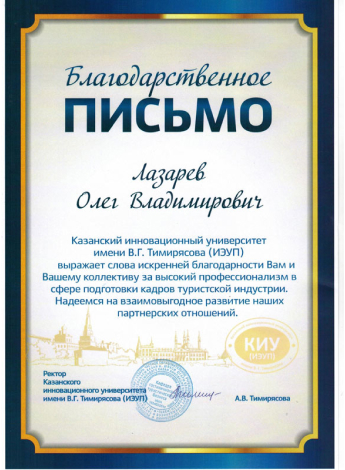 Благодарственное
ПИСЬМО
Лазарев
Олег Владимирович
Казанский инновационный университет
имени В.Г. Тимирясова (ИЭУП)
выражает слова искренней благодарности Вам и
Вашему коллективу за высокий профессионализм в
сфере подготовки кадров туристской индустрии.
Надеемся на взаимовыгодное развитие наших
партнерских отношений.
КИУ
(ИЭУП)
Ректор
Казанского
инновационного университета
имени В.Г. Тимирясова (ИЭУП)
А.В. Тимирясова